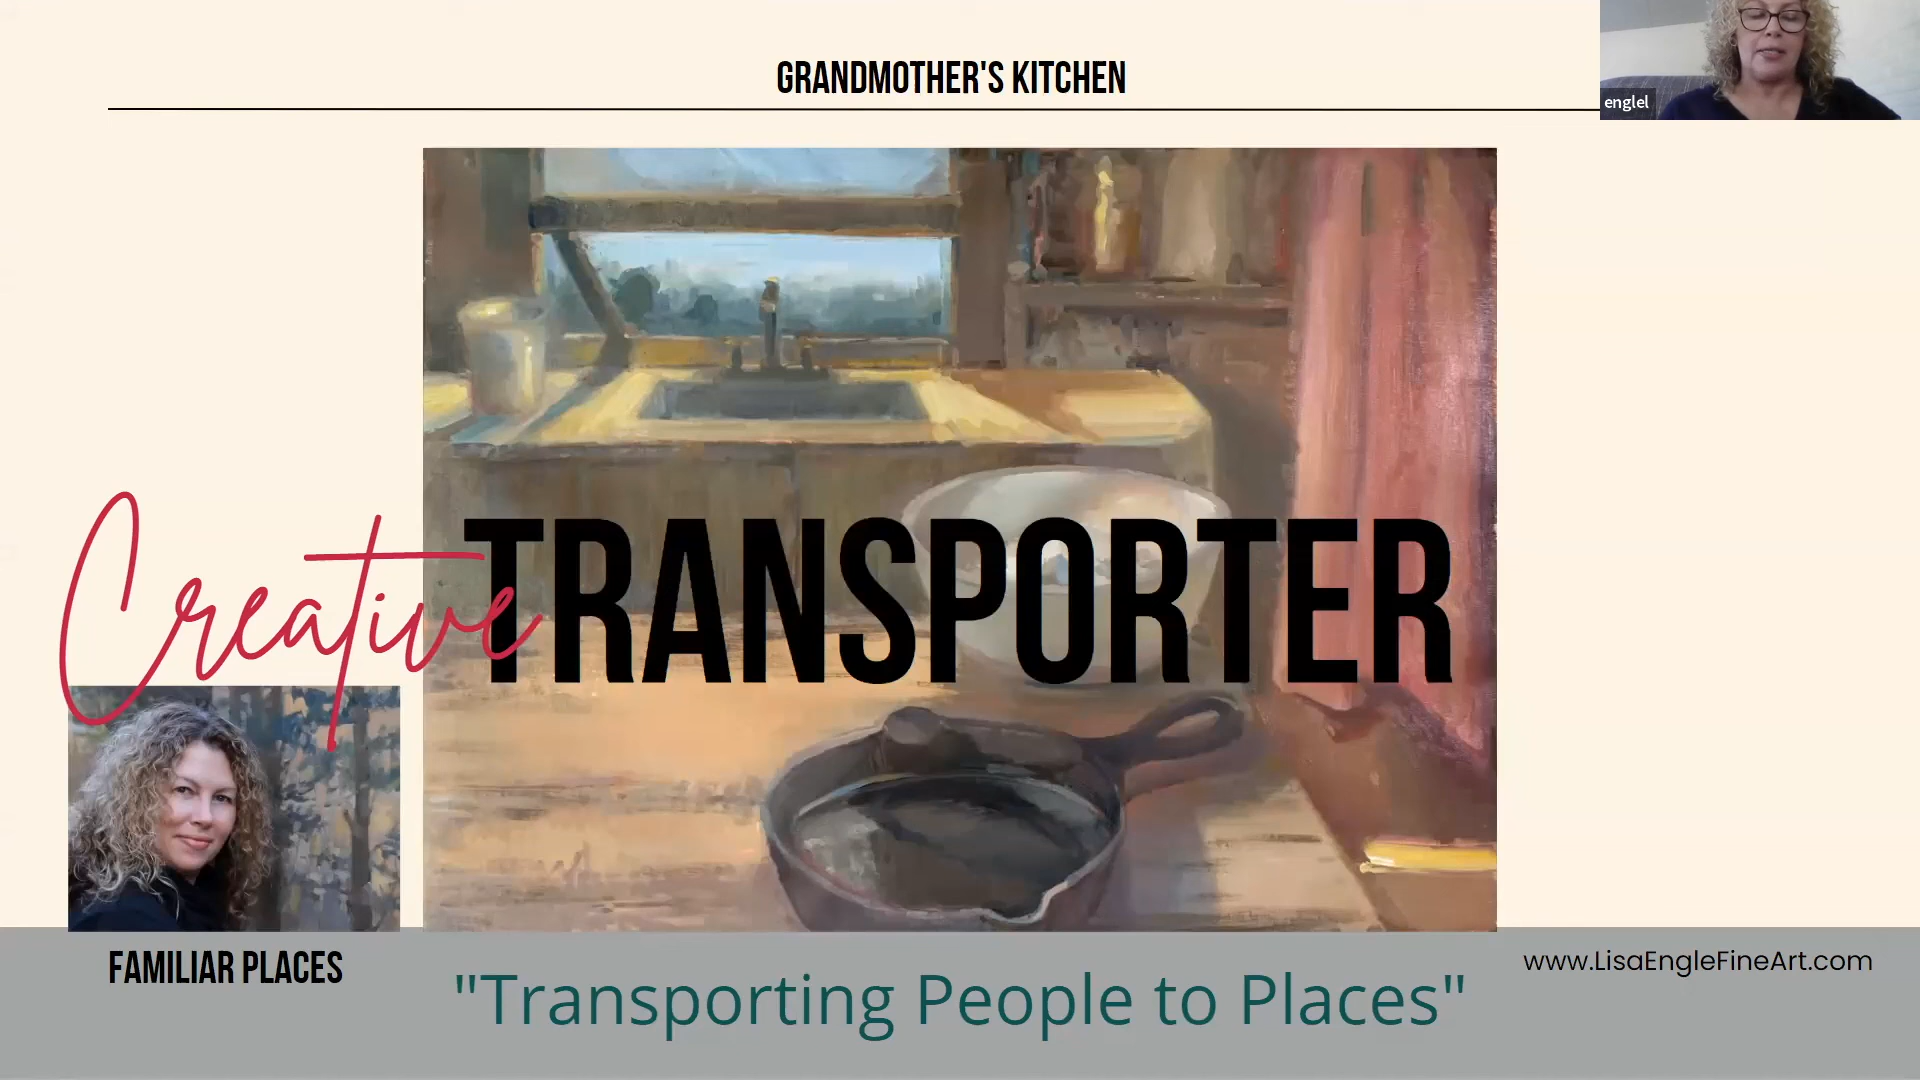 GRANDMOTHER'S KITCHEN
englel
Creative
TRANSPORTER
FAMILIAR PLACES
"Transporting People to Places"
www.LisaEngleFineArt.com